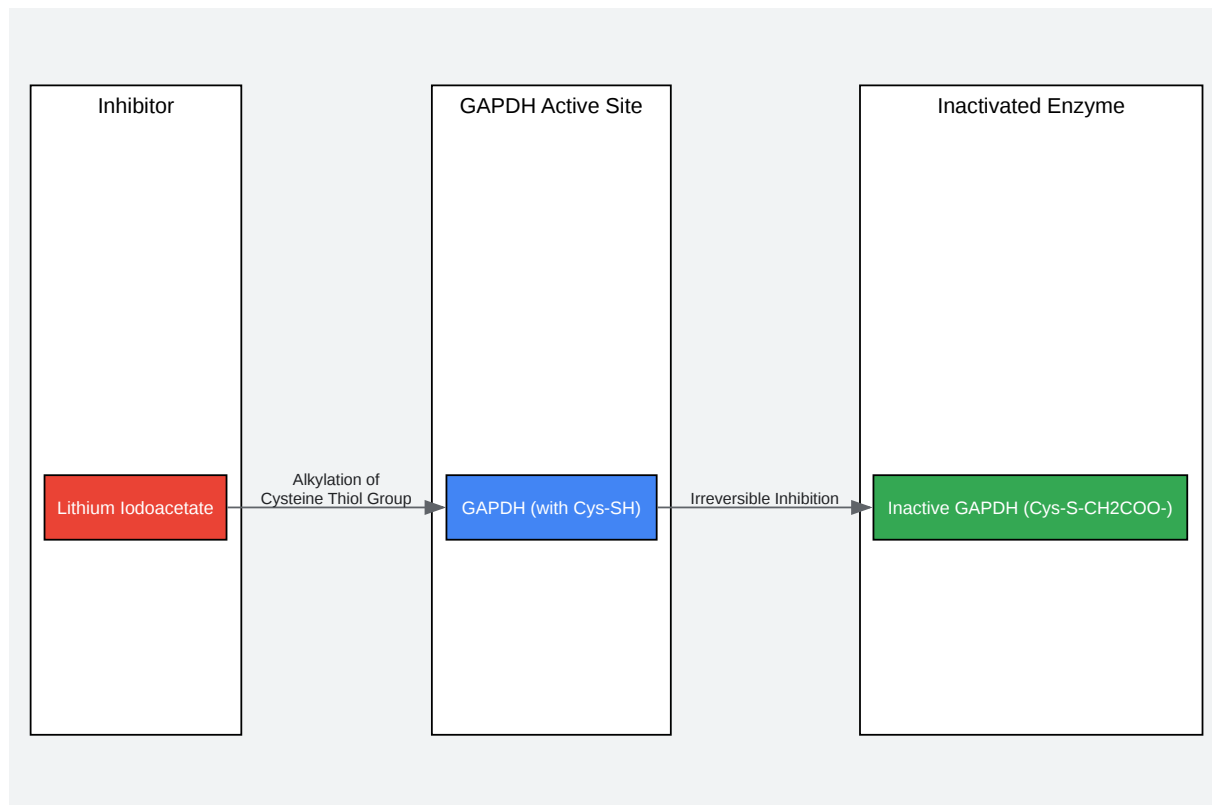 Inhibitor
GAPDH Active Site
Inactivated Enzyme
Lithium Iodoacetate
Alkylation of
Cysteine Thiol Group
GAPDH (with Cys-SH)
Irreversible Inhibition
Inactive GAPDH (Cys-S-CH2COO-)